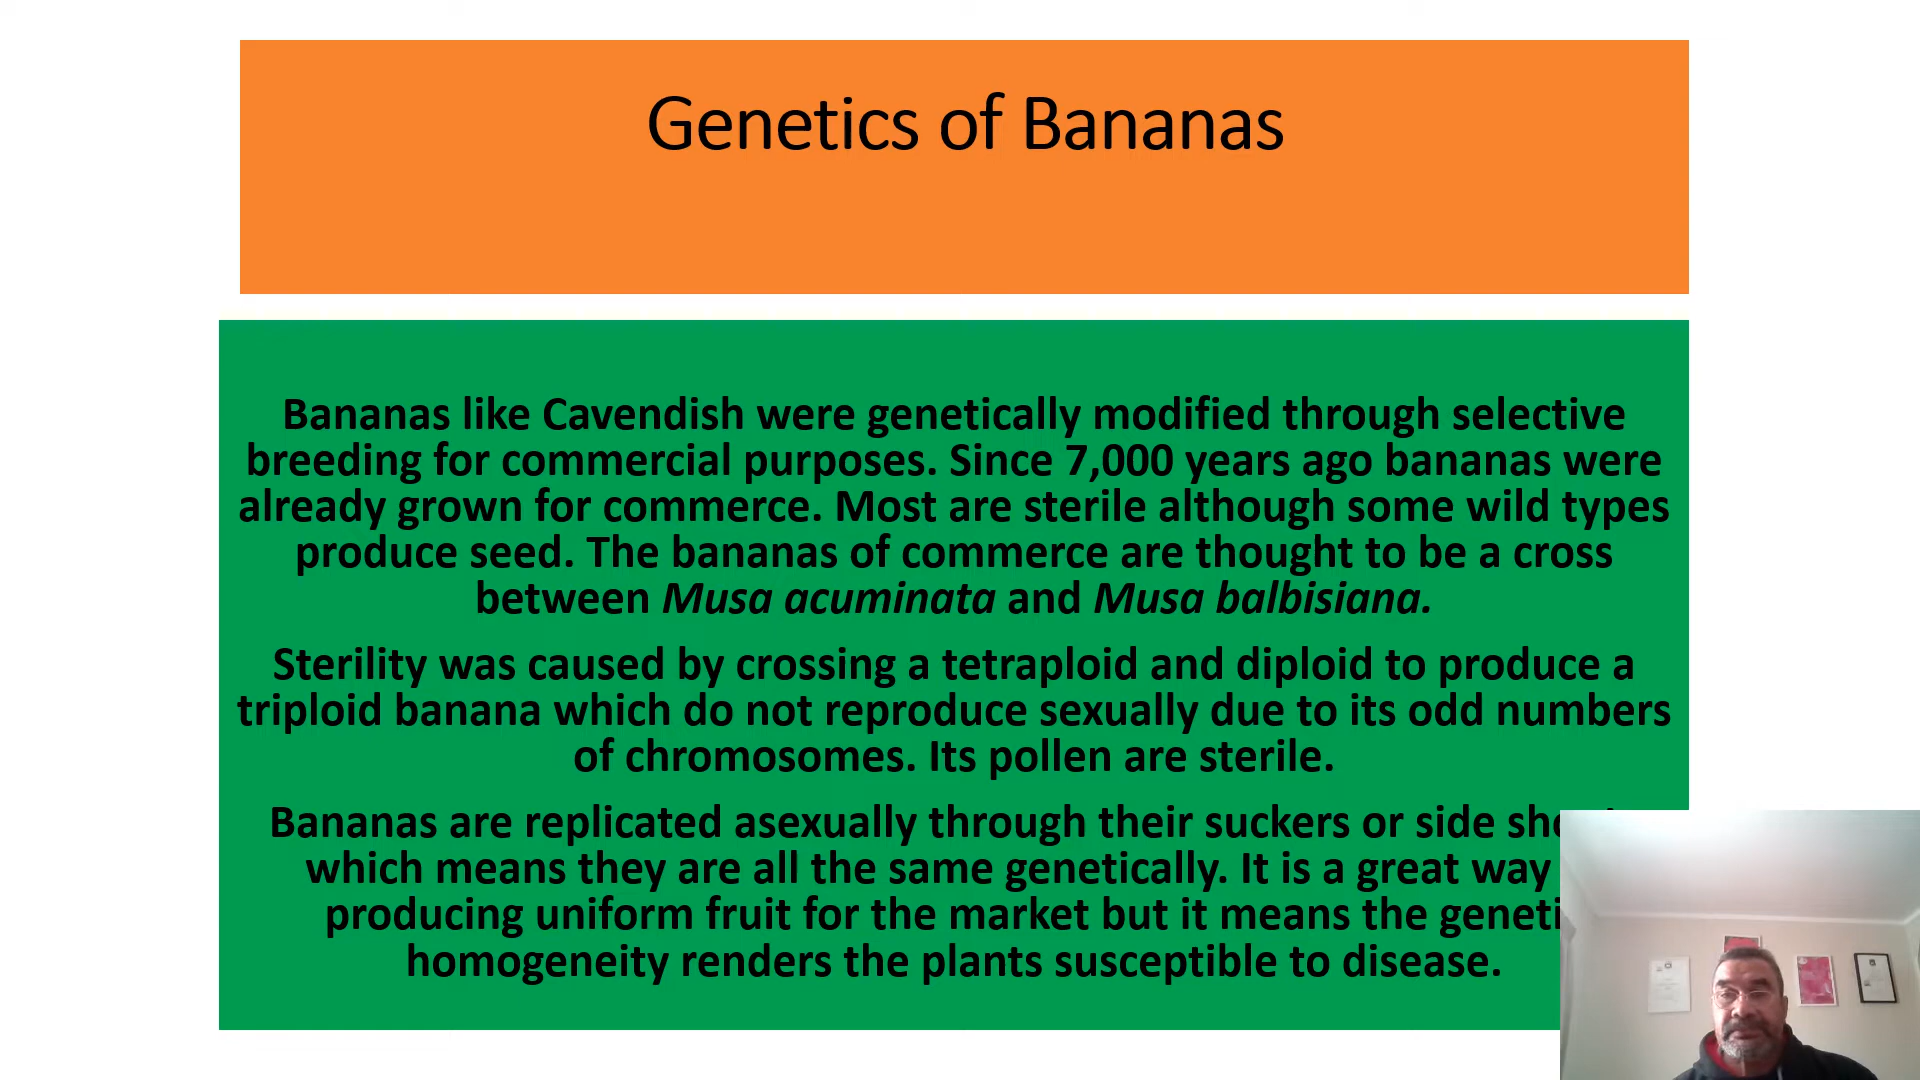 Genetics of Bananas
Bananas like Cavendish were genetically modified through selective
breeding for commercial purposes. Since 7,000 years ago bananas were
already grown for commerce. Most are sterile although some wild types
produce seed. The bananas of commerce are thought to be a cross
between Musa acuminata and Musa balbisiana.
Sterility was caused by crossing a tetraploid and diploid to produce a
triploid banana which do not reproduce sexually due to its odd numbers
of chromosomes. Its pollen are sterile.
Bananas are replicated asexually through their suckers or side
which means they are all the same genetically. It is a great way
producing uniform fruit for the market but it means the
homogeneity renders the plants susceptible to disease.